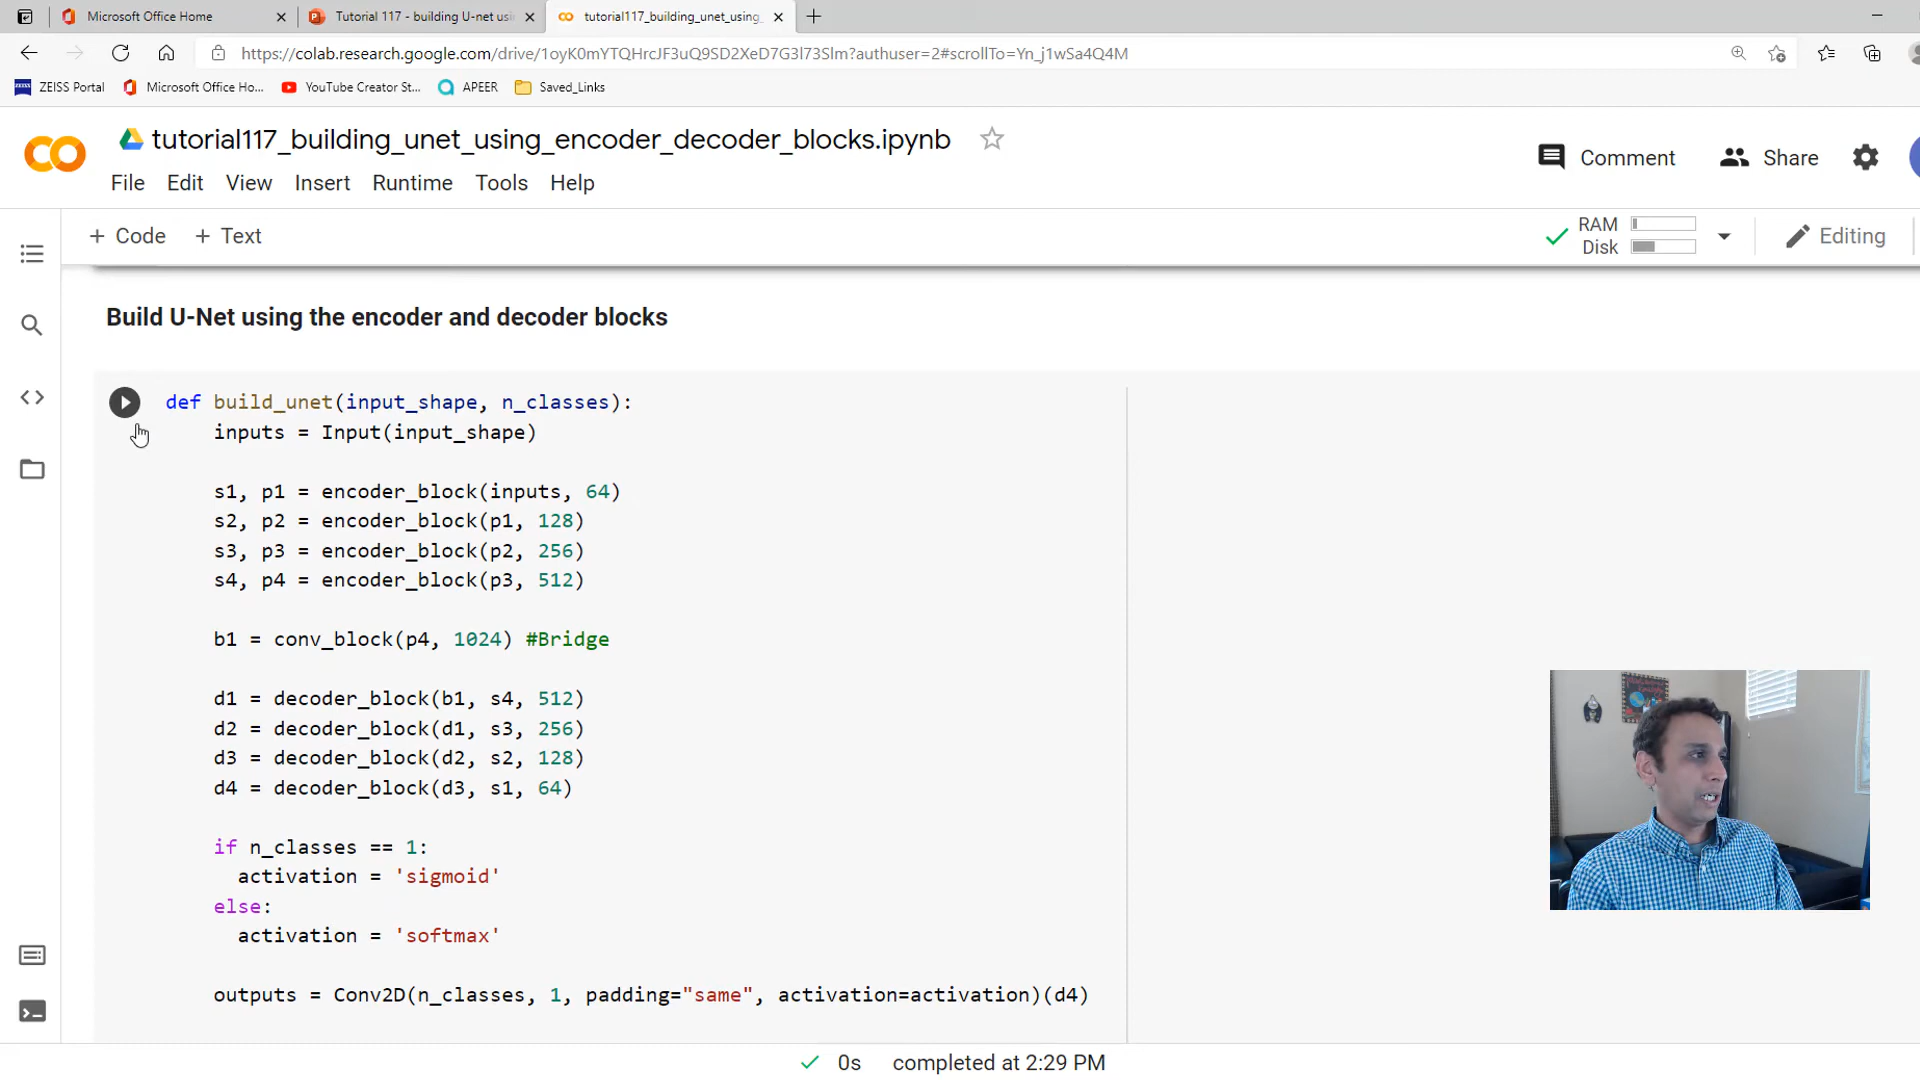 Microsoft Office Home
Tutorial 117 - building U-net usi
tutorial117_building_unet_using_
https://colab.research.google.com/drive/1oyK0mYTQHrcJF3uQ9SD2XeD7G3l73Slm?authuser=2#scrollTo=Yn_j1wSa4Q4M
ZEISS Portal
Microsoft Office Ho...
YouTube Creator St...
APEER
Saved_Links
tutorial117_building_unet_using_encoder_decoder_blocks.ipynb
Comment
Share
File Edit View Insert Runtime Tools Help
+ Code + Text
RAM
Disk
Editing
Build U-Net using the encoder and decoder blocks
def build_unet(input_shape, n_classes):
inputs = Input(input_shape)
s1, p1 = encoder_block(inputs, 64)
s2, p2 = encoder_block(p1, 128)
s3, p3 = encoder_block(p2, 256)
s4, p4 = encoder_block(p3, 512)
b1 = conv_block(p4, 1024) #Bridge
d1 = decoder_block(b1, s4, 512)
d2 = decoder_block(d1, s3, 256)
d3 = decoder_block(d2, s2, 128)
d4 = decoder_block(d3, s1, 64)
if n_classes == 1:
activation = 'sigmoid'
else:
activation = 'softmax'
outputs = Conv2D(n_classes, 1, padding="same", activation=activation)(d4)
0s completed at 2:29 PM